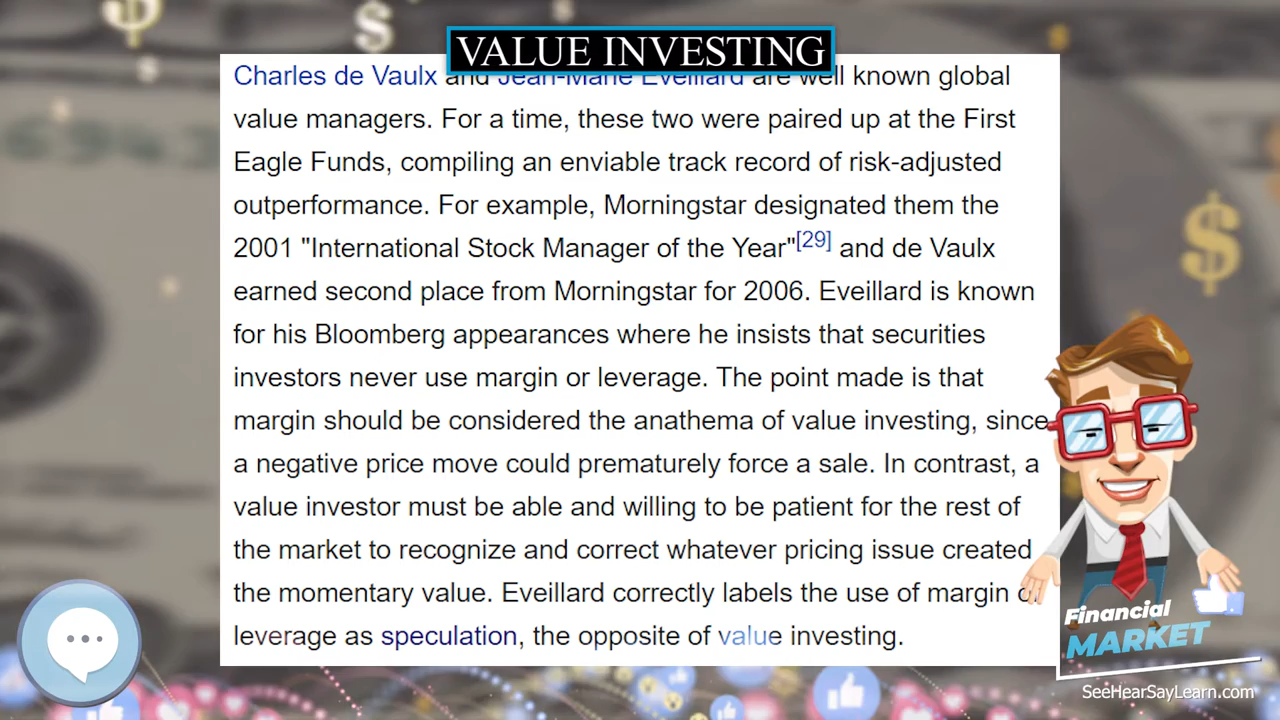 VALUE INVESTING
Charles de Vaulx and Jean-Marie Eveillard are well known global
value managers. For a time, these two were paired up at the First
Eagle Funds, compiling an enviable track record of risk-adjusted
outperformance. For example, Morningstar designated them the
2001 "International Stock Manager of the Year"[29] and de Vaulx
earned second place from Morningstar for 2006. Eveillard is known
for his Bloomberg appearances where he insists that securities
investors never use margin or leverage. The point made is that
margin should be considered the anathema of value investing, since
a negative price move could prematurely force a sale. In contrast, a
value investor must be able and willing to be patient for the rest of
the market to recognize and correct whatever pricing issue created
the momentary value. Eveillard correctly labels the use of margin or
leverage as speculation, the opposite of value investing.
Financial
MARKET
SeeHearSayLearn.com